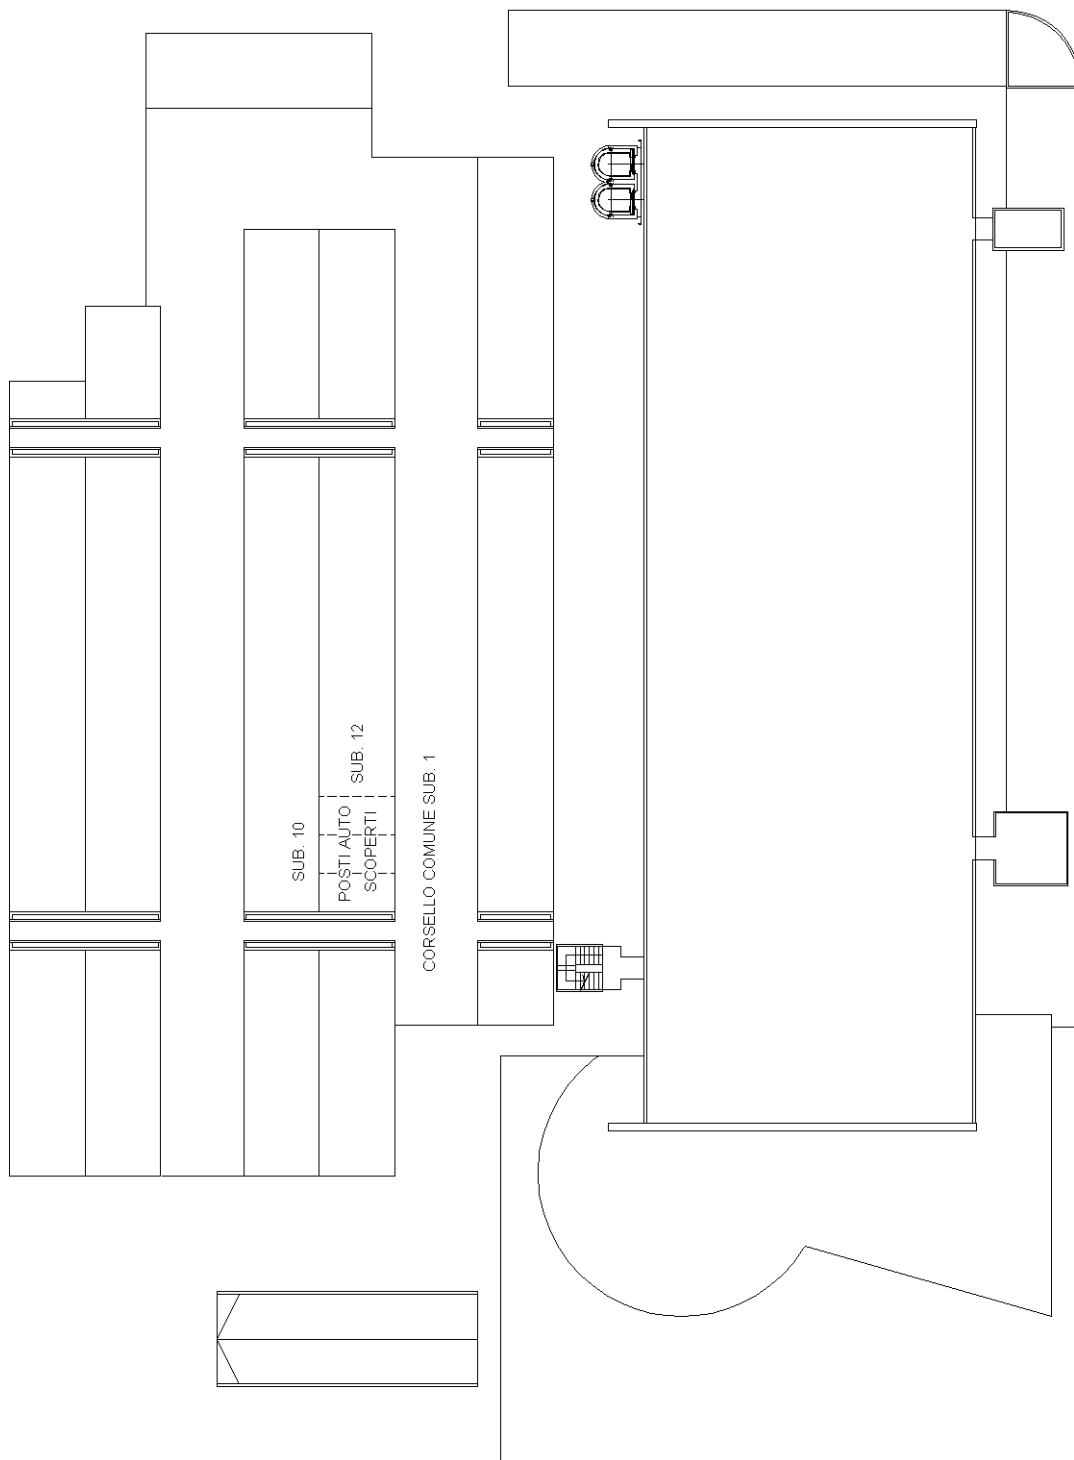 SUB. 10
POSTI AUTO
SCOPERTI
SUB. 12
CORSELLO COMUNE SUB. 1